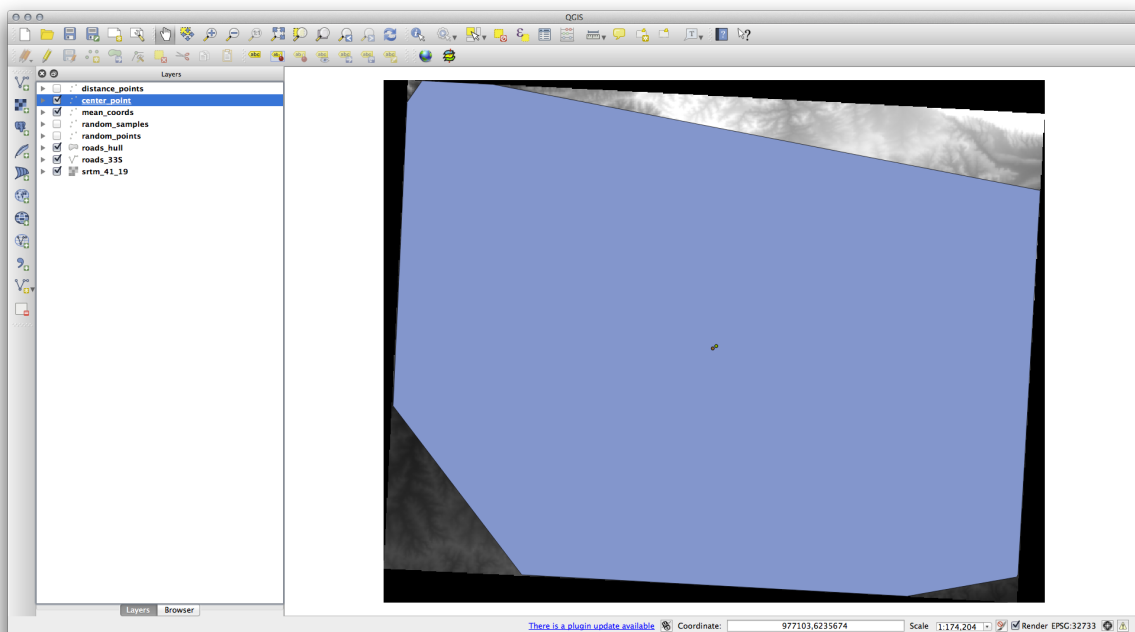 QGIS
Layers
distance_points
center_point
mean_coords
random_samples
random_points
roads_hull
roads_33S
srtm_41_19
Layers Browser
There is a plugin update available Coordinate: 977103,6235674 Scale 1:174,204 Render EPSG:32733